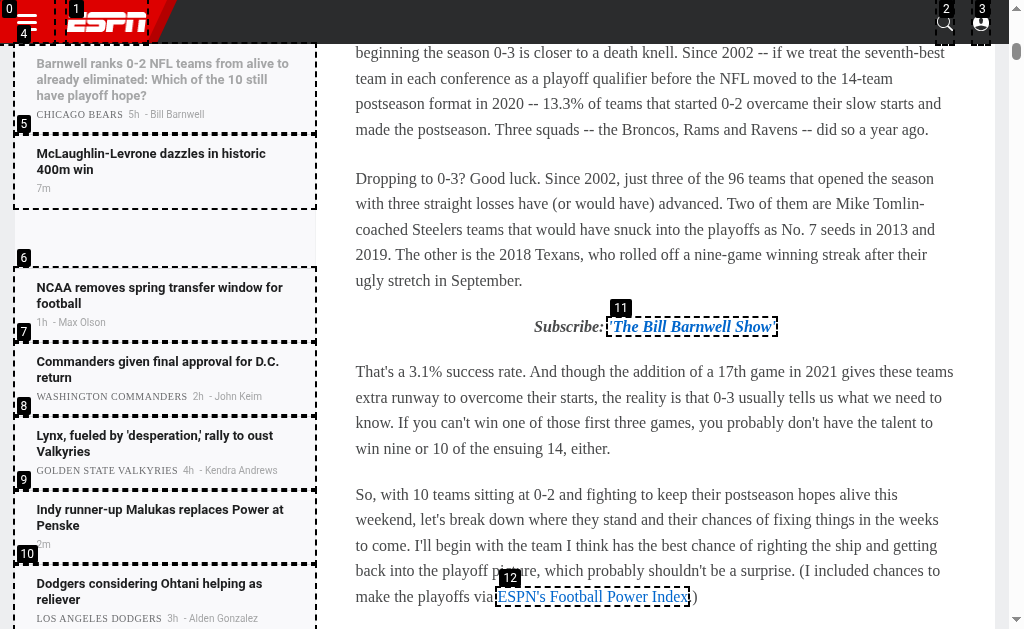 0
1
ESPN
2
3
4
Barnwell ranks 0-2 NFL teams from alive to
already eliminated: Which of the 10 still
have playoff hope?
CHICAGO BEARS 5h - Bill Barnwell
5
McLaughlin-Levrone dazzles in historic
400m win
7m
6
NCAA removes spring transfer window for
football
1h - Max Olson
7
Commanders given final approval for D.C.
return
WASHINGTON COMMANDERS 2h - John Keim
8
Lynx, fueled by 'desperation,' rally to oust
Valkyries
GOLDEN STATE VALKYRIES 4h - Kendra Andrews
9
Indy runner-up Malukas replaces Power at
Penske
2m
10
Dodgers considering Ohtani helping as
reliever
LOS ANGELES DODGERS 3h - Alden Gonzalez
beginning the season 0-3 is closer to a death knell. Since 2002 -- if we treat the seventh-best
team in each conference as a playoff qualifier before the NFL moved to the 14-team
postseason format in 2020 -- 13.3% of teams that started 0-2 overcame their slow starts and
made the postseason. Three squads -- the Broncos, Rams and Ravens -- did so a year ago.
Dropping to 0-3? Good luck. Since 2002, just three of the 96 teams that opened the season
with three straight losses have (or would have) advanced. Two of them are Mike Tomlin-
coached Steelers teams that would have snuck into the playoffs as No. 7 seeds in 2013 and
2019. The other is the 2018 Texans, who rolled off a nine-game winning streak after their
ugly stretch in September.
11
Subscribe: 'The Bill Barnwell Show'
That's a 3.1% success rate. And though the addition of a 17th game in 2021 gives these teams
extra runway to overcome their starts, the reality is that 0-3 usually tells us what we need to
know. If you can't win one of those first three games, you probably don't have the talent to
win nine or 10 of the ensuing 14, either.
So, with 10 teams sitting at 0-2 and fighting to keep their postseason hopes alive this
weekend, let's break down where they stand and their chances of fixing things in the weeks
to come. I'll begin with the team I think has the best chance of righting the ship and getting
back into the playoff picture, which probably shouldn't be a surprise. (I included chances to
12
make the playoffs via ESPN's Football Power Index.)